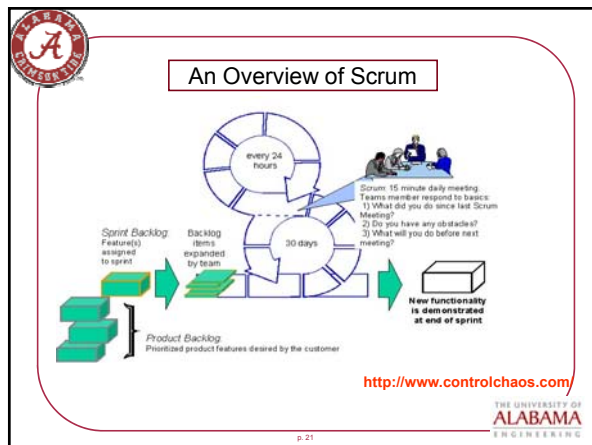 ALABAMA
A
CRIMSON TIDE
An Overview of Scrum
every 24
hours
Scrum: 15 minute daily meeting.
Teams member respond to basics:
1) What did you do since last Scrum
Meeting?
2) Do you have any obstacles?
3) What will you do before next
meeting?
Sprint Backlog:
Feature(s)
assigned
to sprint
Backlog
items
expanded
by team
30 days
New functionality
is demonstrated
at end of sprint
Product Backlog:
Prioritized product features desired by the customer
http://www.controlchaos.com/
THE UNIVERSITY OF
ALABAMA
ENGINEERING
p. 21